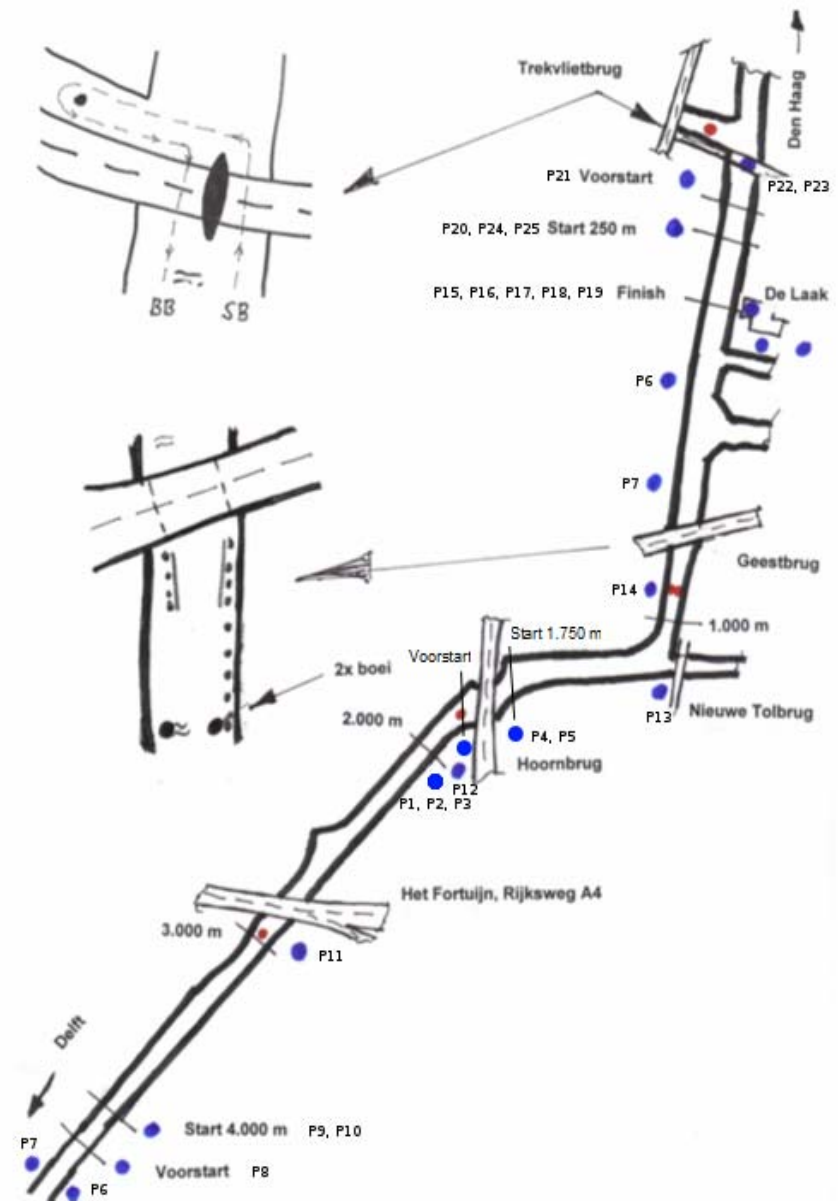 Trekvlietbrug
Den Haag
P21 Voorstart
P22, P23
P20, P24, P25 Start 250 m
P15, P16, P17, P18, P19 Finish
De Laak
BB SB
P6
P7
Geestbrug
P14
1.000 m
Start 1.750 m
Voorstart
2x boei
2.000 m
P13
Nieuwe Tolbrug
P4, P5
Hoornbrug
P12
P1, P2, P3
Het Fortuijn, Rijksweg A4
3.000 m
P11
Delft
Start 4.000 m P9, P10
P7
Voorstart P8
P6